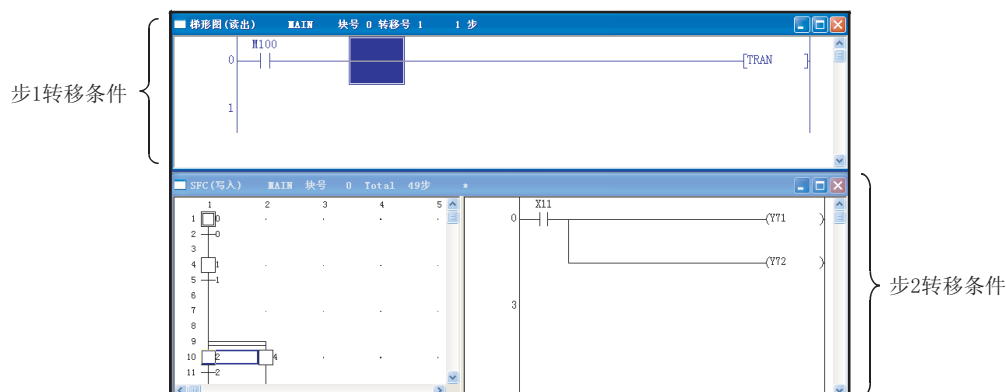 梯形图(读出) MAIN 块号 0 转移号 1 1 步
M100
0
[TRAN ]
1
步1转移条件
SFC(写入) MAIN 块号 0 Total 49步 *
1 2 3 4 5
1 0
2 0
3
4 1
5 1
6
7
8
9
10 2 4
11 2
X11
0
(Y71 )
(Y72 )
3
步2转移条件